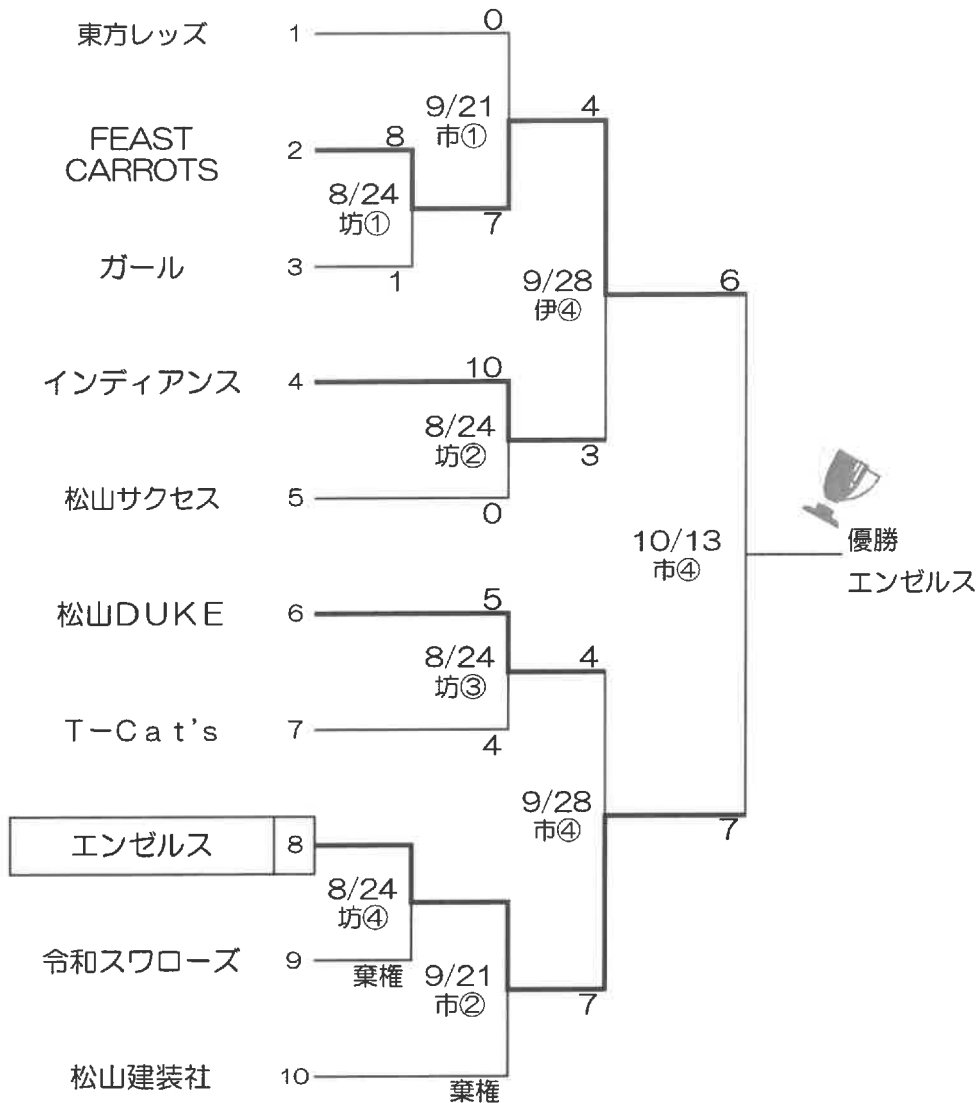 東方レッズ 1 0
9/21
市①
4
FEAST
CARROTS
2 8
8/24
坊①
7
ガール 3 1
9/28
伊④
6
インディアンス 4 10
8/24
坊②
3
松山サクセス 5 0
10/13
市④
優勝
エンゼルス
松山DUKE 6 5
8/24
坊③
4
T−Cat's 7 4
9/28
市④
7
エンゼルス 8
8/24
坊④
令和スワローズ 9 棄権
9/21
市②
7
松山建装社 10 棄権